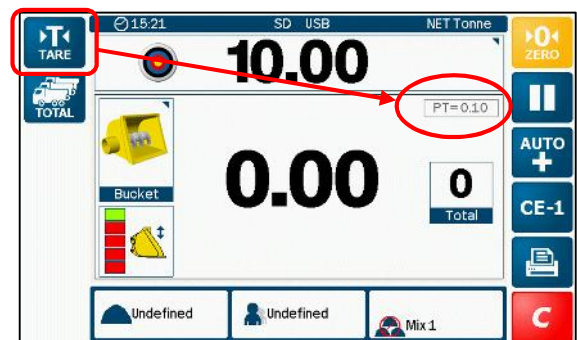 TARE
TOTAL
15:21 SD USB NET Tonne
10.00
PT=0.10
Bucket
0.00
0
Total
Undefined
Undefined
Mix 1
0
ZERO
AUTO
+
CE-1
C